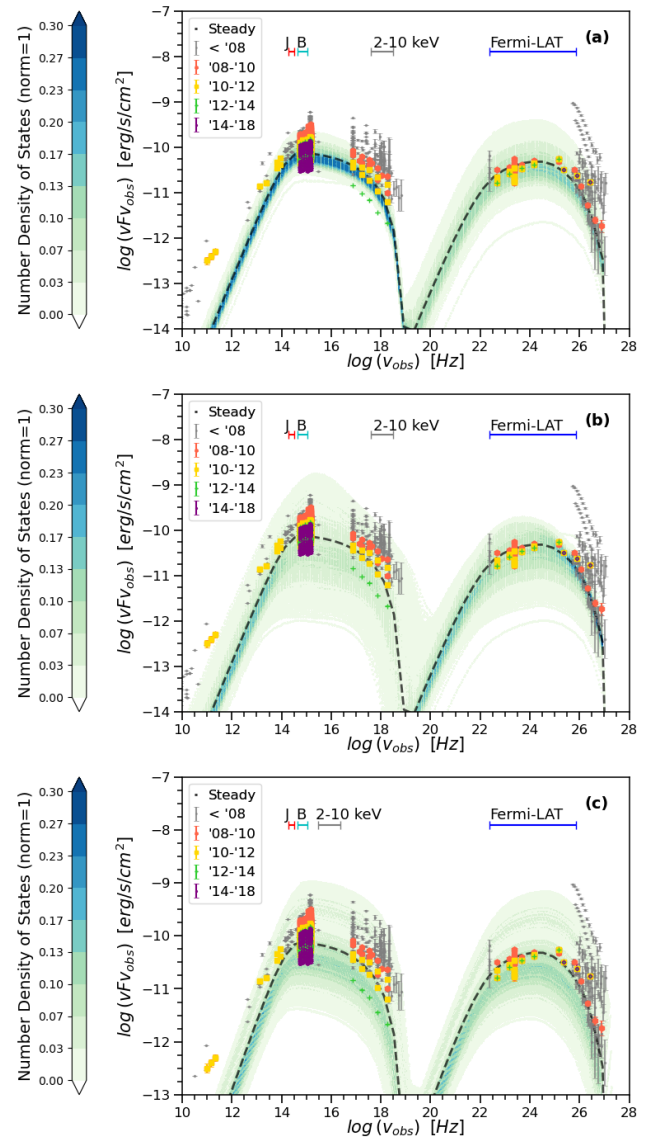 (a)
Number Density of States (norm=1)
0.30
0.27
0.23
0.20
0.17
0.13
0.10
0.07
0.03
0.00
log (νFν_obs) [erg/s/cm²]
−7
−8
−9
−10
−11
−12
−13
−14
Steady
< '08
'08-'10
'10-'12
'12-'14
'14-'18
J B
2-10 keV
Fermi-LAT
10 12 14 16 18 20 22 24 26 28
log (ν_obs) [Hz]
(b)
Number Density of States (norm=1)
0.30
0.27
0.23
0.20
0.17
0.13
0.10
0.07
0.03
0.00
log (νFν_obs) [erg/s/cm²]
−7
−8
−9
−10
−11
−12
−13
−14
Steady
< '08
'08-'10
'10-'12
'12-'14
'14-'18
J B
2-10 keV
Fermi-LAT
10 12 14 16 18 20 22 24 26 28
log (ν_obs) [Hz]
(c)
Number Density of States (norm=1)
0.30
0.27
0.23
0.20
0.17
0.13
0.10
0.07
0.03
0.00
log (νFν_obs) [erg/s/cm²]
−7
−8
−9
−10
−11
−12
−13
Steady
< '08
'08-'10
'10-'12
'12-'14
'14-'18
J B
2-10 keV
Fermi-LAT
10 12 14 16 18 20 22 24 26 28
log (ν_obs) [Hz]